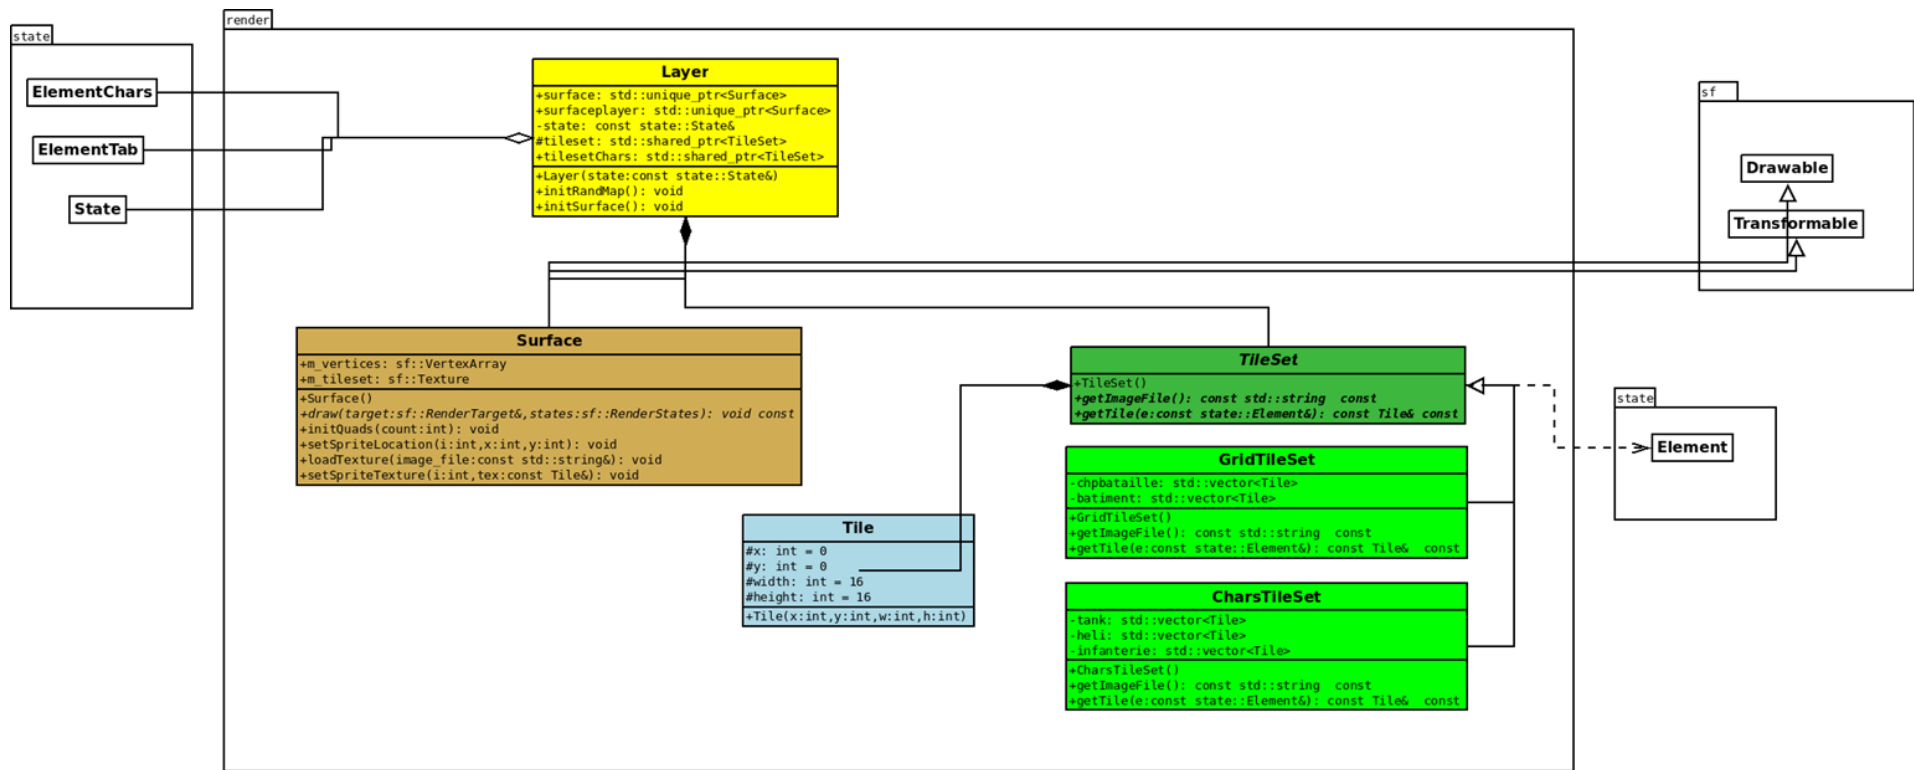 state
ElementChars
ElementTab
State
render
Layer
+surface: std::unique_ptr<Surface>
+surfaceplayer: std::unique_ptr<Surface>
-state: const state::State&
#tileset: std::shared_ptr<TileSet>
+tilesetChars: std::shared_ptr<TileSet>
+Layer(state:const state::State&)
+initRandMap(): void
+initSurface(): void
sf
Drawable
Transformable
Surface
+m_vertices: sf::VertexArray
+m_tileset: sf::Texture
+Surface()
+draw(target:sf::RenderTarget&,states:sf::RenderStates): void const
+initQuads(count:int): void
+setSpriteLocation(i:int,x:int,y:int): void
+loadTexture(image_file:const std::string&): void
+setSpriteTexture(i:int,tex:const Tile&): void
TileSet
+TileSet()
+getImageFile(): const std::string  const
+getTile(e:const state::Element&): const Tile& const
state
Element
GridTileSet
-chpbataille: std::vector<Tile>
-batiment: std::vector<Tile>
+GridTileSet()
+getImageFile(): const std::string  const
+getTile(e:const state::Element&): const Tile&  const
Tile
#x: int = 0
#y: int = 0
#width: int = 16
#height: int = 16
+Tile(x:int,y:int,w:int,h:int)
CharsTileSet
-tank: std::vector<Tile>
-heli: std::vector<Tile>
-infanterie: std::vector<Tile>
+CharsTileSet()
+getImageFile(): const std::string  const
+getTile(e:const state::Element&): const Tile&  const